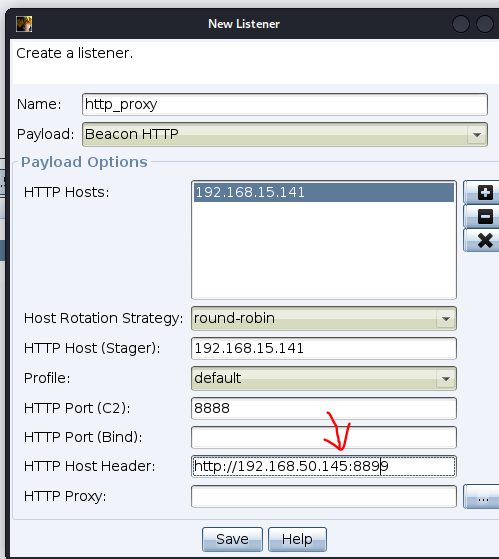 New Listener
Create a listener.
Name: http_proxy
Payload: Beacon HTTP
Payload Options
HTTP Hosts: 192.168.15.141
Host Rotation Strategy: round-robin
HTTP Host (Stager): 192.168.15.141
Profile: default
HTTP Port (C2): 8888
HTTP Port (Bind):
HTTP Host Header: http://192.168.50.145:8899
HTTP Proxy: ...
Save Help